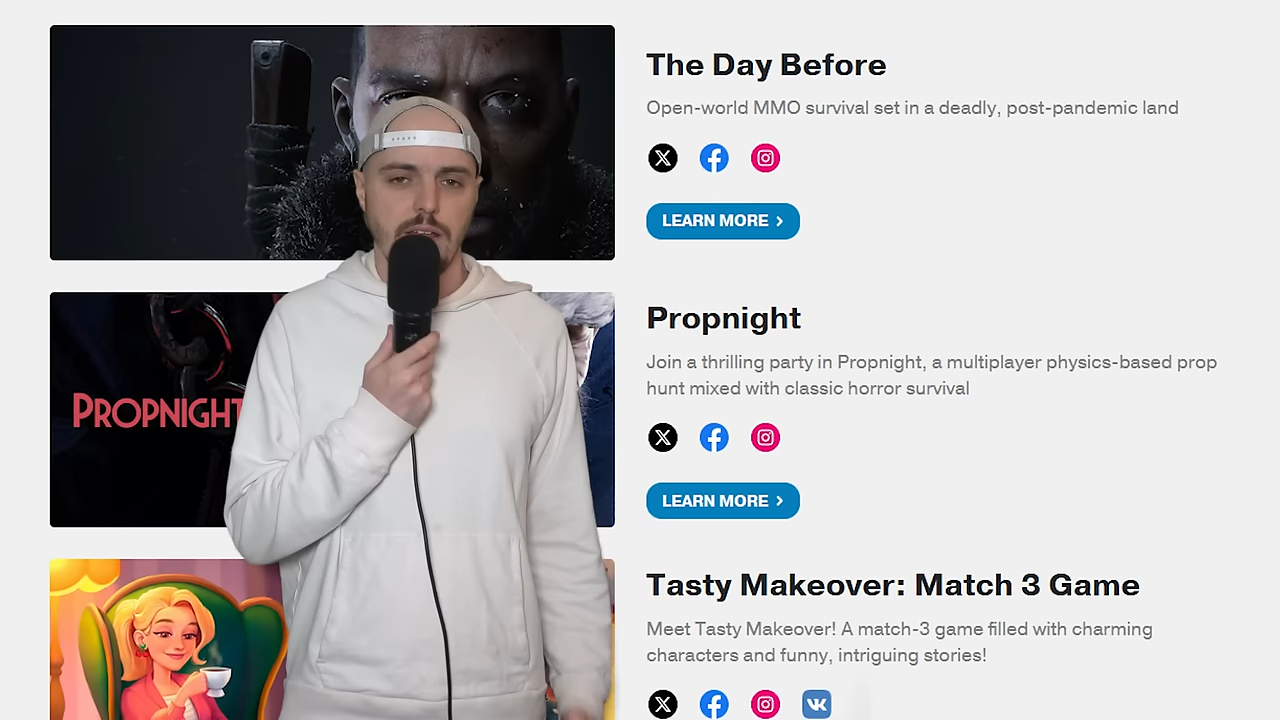 The Day Before
Open-world MMO survival set in a deadly, post-pandemic land
LEARN MORE
PROPNIGHT
Propnight
Join a thrilling party in Propnight, a multiplayer physics-based prop
hunt mixed with classic horror survival
LEARN MORE
Tasty Makeover: Match 3 Game
Meet Tasty Makeover! A match-3 game filled with charming
characters and funny, intriguing stories!